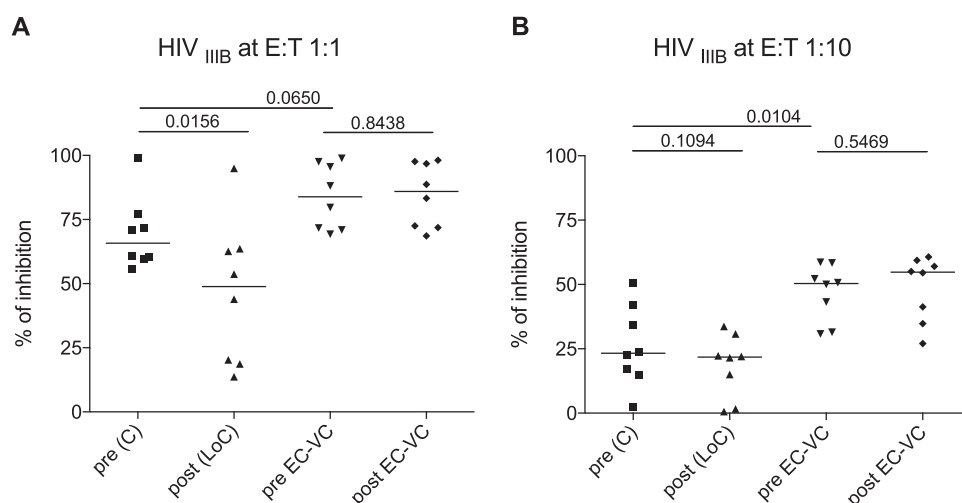 A
HIV IIIB at E:T 1:1
0.0650
0.0156
0.8438
100
75
50
25
0
% of inhibition
pre (C)
post (LoC)
pre EC-VC
post EC-VC
B
HIV IIIB at E:T 1:10
0.0104
0.1094
0.5469
100
75
50
25
0
% of inhibition
pre (C)
post (LoC)
pre EC-VC
post EC-VC